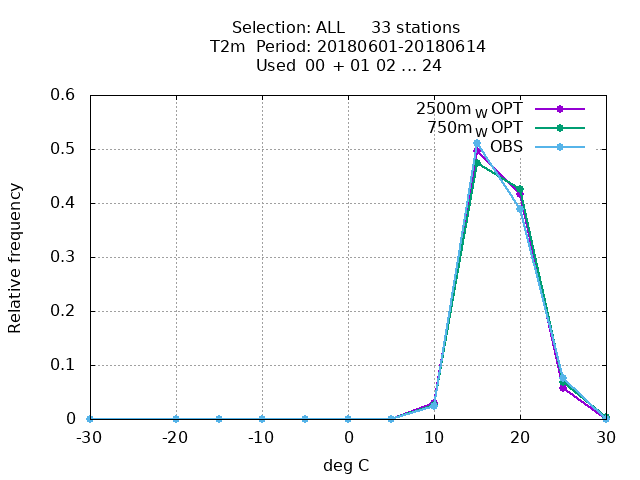 Selection: ALL 33 stations
T2m Period: 20180601-20180614
Used 00 + 01 02 ... 24
2500m_W OPT
750m_W OPT
OBS
0.6
0.5
0.4
0.3
0.2
0.1
0
Relative frequency
-30 -20 -10 0 10 20 30
deg C